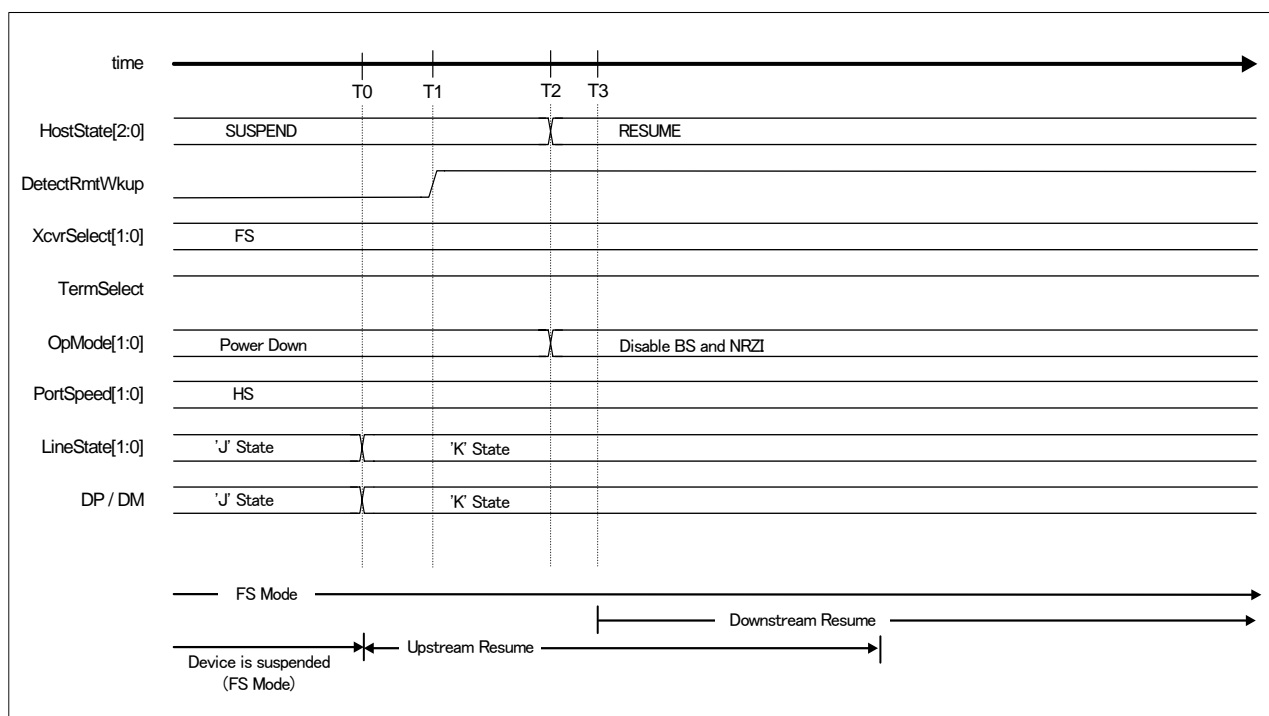 time
T0 T1 T2 T3
HostState[2:0] SUSPEND RESUME
DetectRmtWkup
XcvrSelect[1:0] FS
TermSelect
OpMode[1:0] Power Down Disable BS and NRZI
PortSpeed[1:0] HS
LineState[1:0] 'J' State 'K' State
DP / DM 'J' State 'K' State
FS Mode
Downstream Resume
Upstream Resume
Device is suspended
(FS Mode)